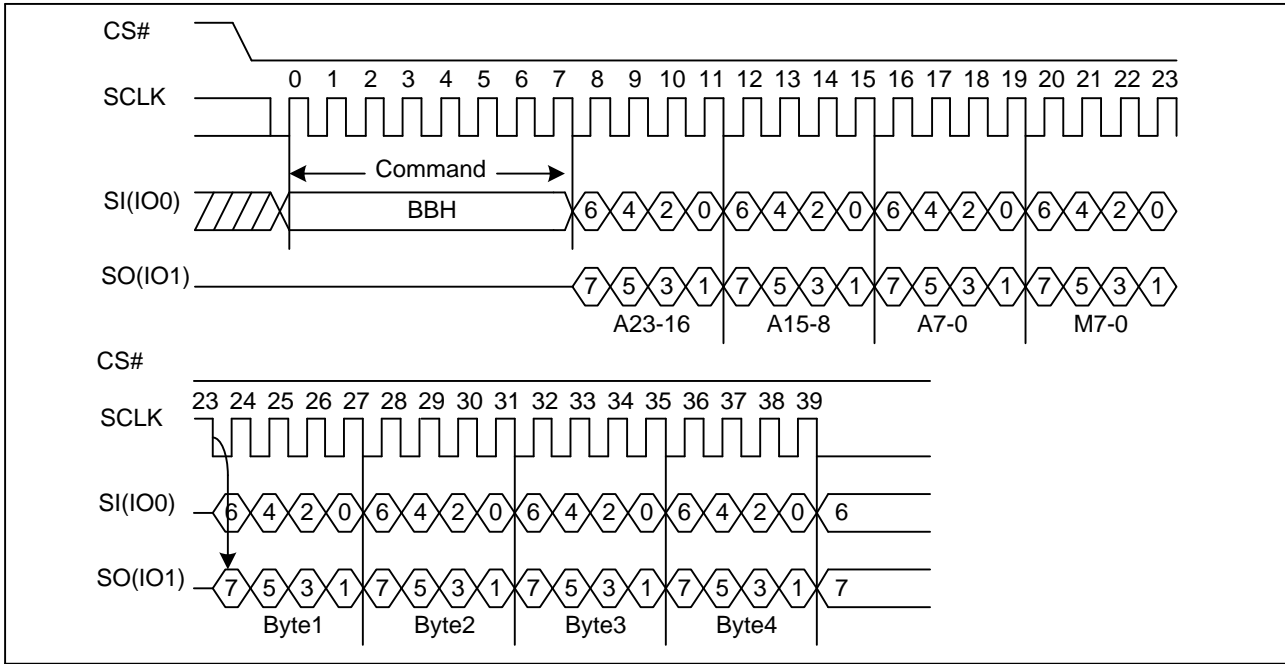 CS#
0 1 2 3 4 5 6 7 8 9 10 11 12 13 14 15 16 17 18 19 20 21 22 23
SCLK
Command
SI(IO0) BBH 6 4 2 0 6 4 2 0 6 4 2 0 6 4 2 0
SO(IO1) 7 5 3 1 7 5 3 1 7 5 3 1 7 5 3 1
A23-16 A15-8 A7-0 M7-0
CS#
23 24 25 26 27 28 29 30 31 32 33 34 35 36 37 38 39
SCLK
SI(IO0) 6 4 2 0 6 4 2 0 6 4 2 0 6 4 2 0 6
SO(IO1) 7 5 3 1 7 5 3 1 7 5 3 1 7 5 3 1 7
Byte1 Byte2 Byte3 Byte4